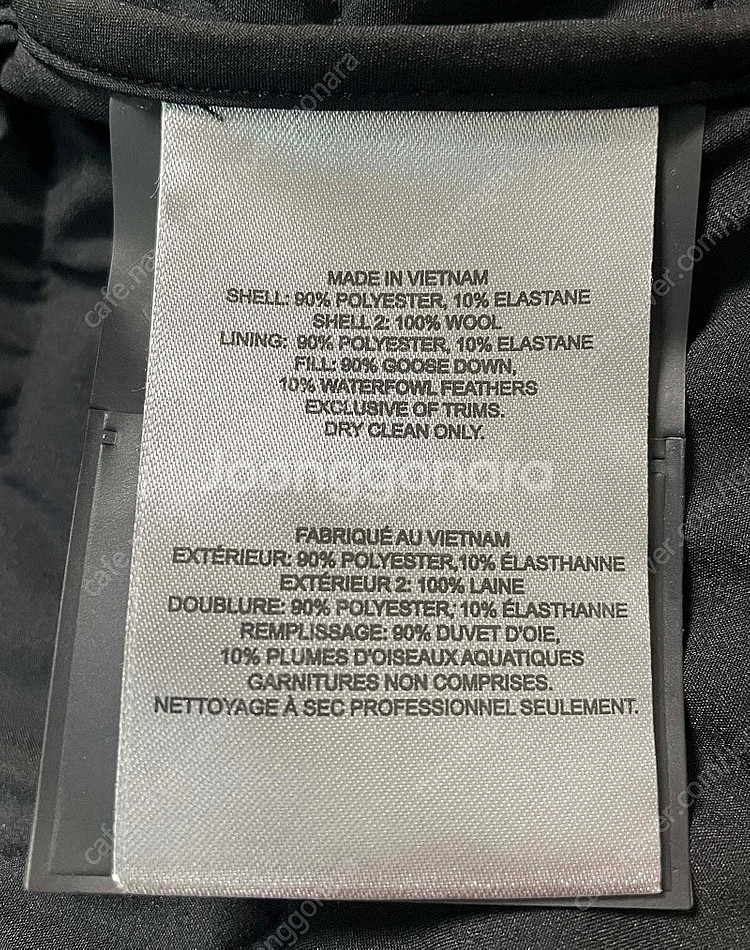 MADE IN VIETNAM
SHELL: 90% POLYESTER, 10% ELASTANE
SHELL 2: 100% WOOL
LINING: 90% POLYESTER, 10% ELASTANE
FILL: 90% GOOSE DOWN,
10% WATERFOWL FEATHERS
EXCLUSIVE OF TRIMS.
DRY CLEAN ONLY.
joonggonara
FABRIQUÉ AU VIETNAM
EXTÉRIEUR: 90% POLYESTER,10% ÉLASTHANNE
EXTÉRIEUR 2: 100% LAINE
DOUBLURE: 90% POLYESTER, 10% ÉLASTHANNE
REMPLISSAGE: 90% DUVET D'OIE,
10% PLUMES D'OISEAUX AQUATIQUES
GARNITURES NON COMPRISES.
NETTOYAGE À SEC PROFESSIONNEL SEULEMENT.